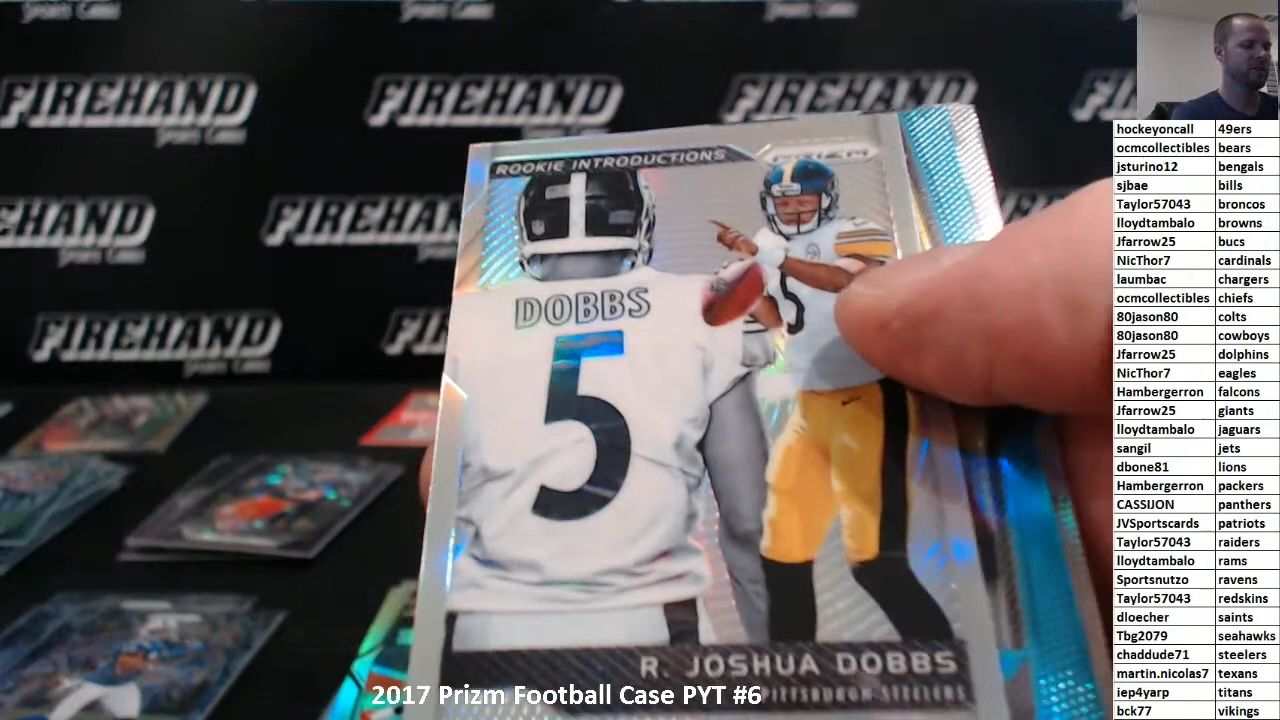 FIREHAND
SPORTS CARDS
FIREHAND
FIREHAND
FIREHAND
FIREHAND
FIREHAND
ROOKIE INTRODUCTIONS
PRIZM
DOBBS
5
5
R. JOSHUA DOBBS
PITTSBURGH STEELERS
2017 Prizm Football Case PYT #6
hockeyoncall 49ers
ocmcollectibles bears
jsturino12 bengals
sjbae bills
Taylor57043 broncos
lloydtambalo browns
Jfarrow25 bucs
NicThor7 cardinals
laumbac chargers
ocmcollectibles chiefs
80jason80 colts
80jason80 cowboys
Jfarrow25 dolphins
NicThor7 eagles
Hambergerron falcons
Jfarrow25 giants
lloydtambalo jaguars
sangil jets
dbone81 lions
Hambergerron packers
CASSIJON panthers
JVSportscards patriots
Taylor57043 raiders
lloydtambalo rams
Sportsnutzo ravens
Taylor57043 redskins
dloecher saints
Tbg2079 seahawks
chaddude71 steelers
martin.nicolas7 texans
iep4yarp titans
bck77 vikings